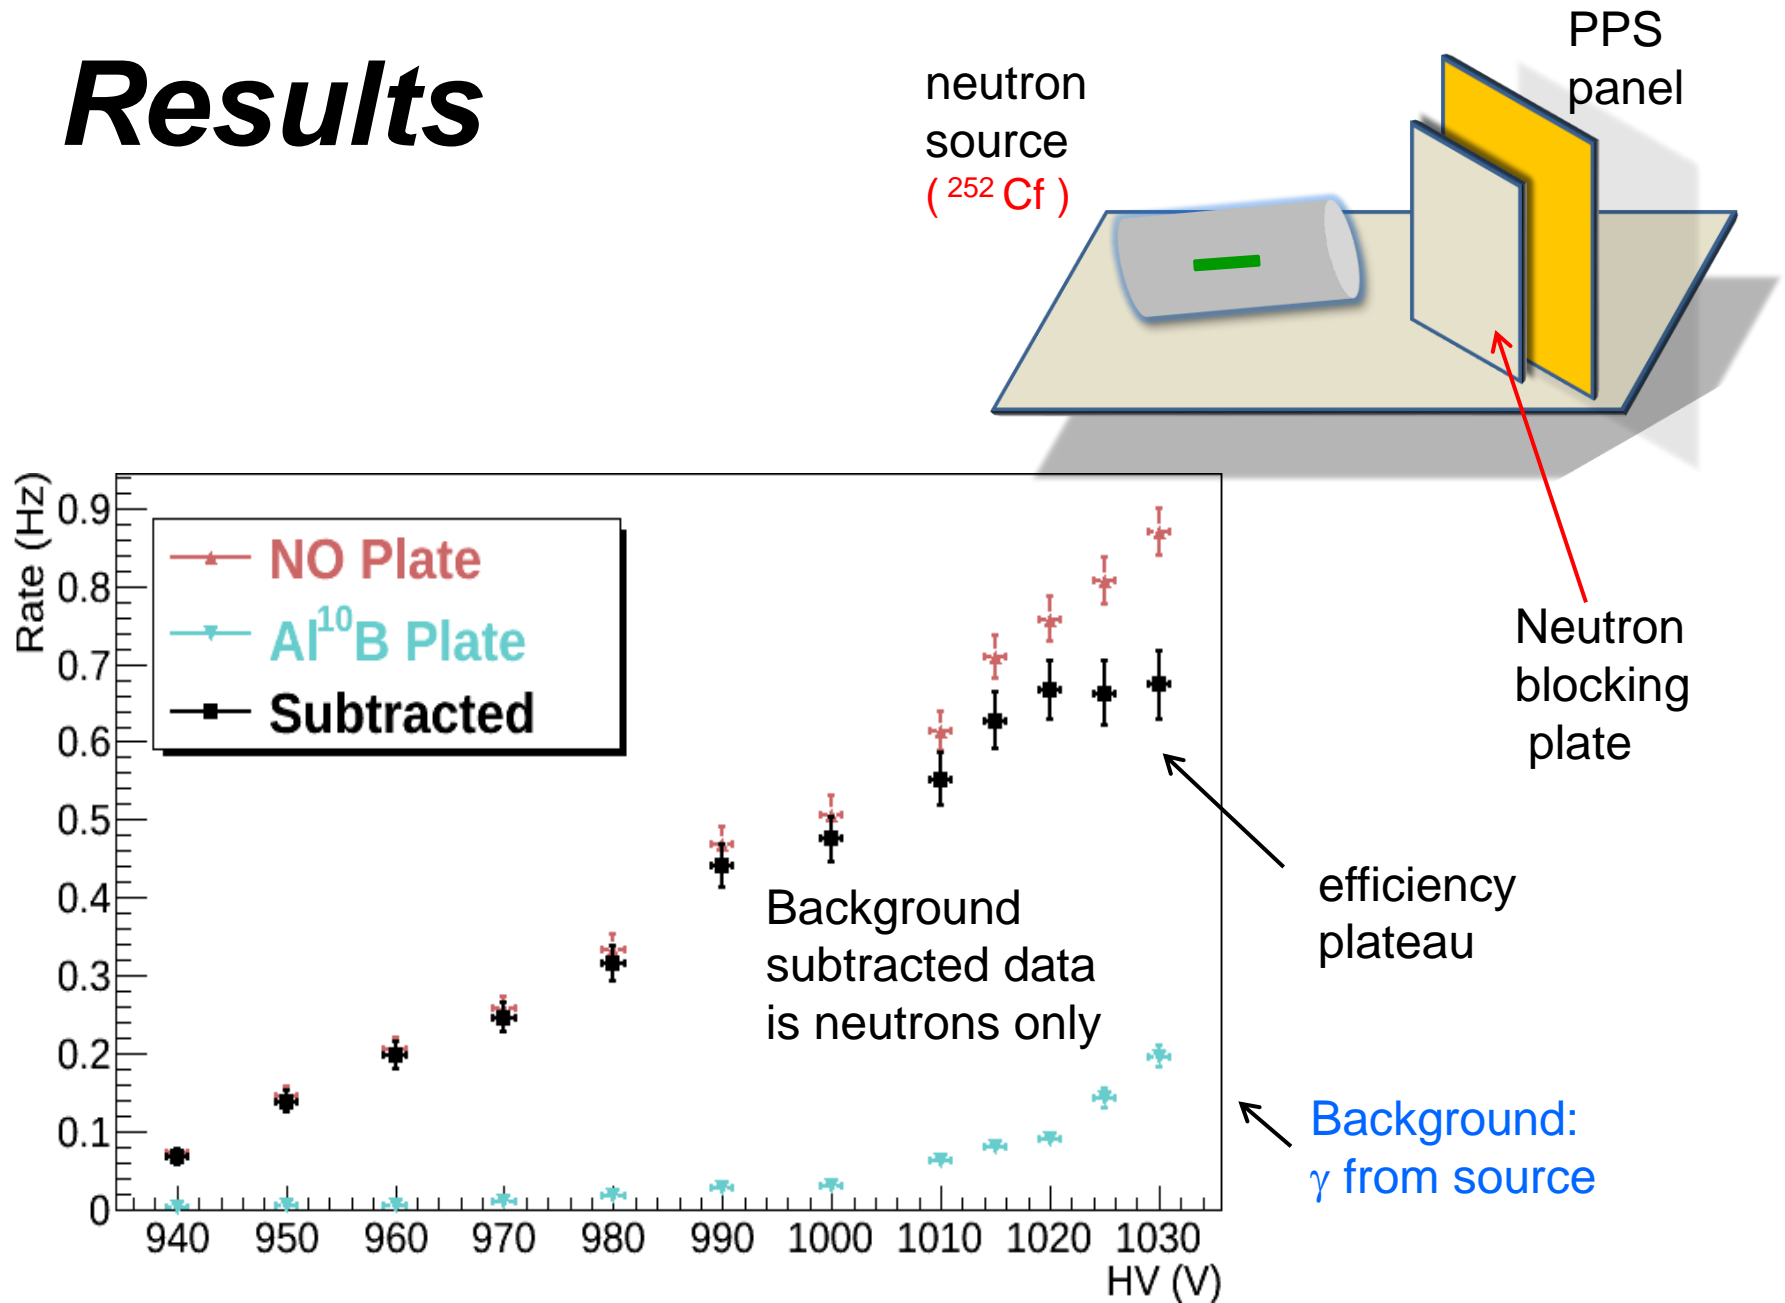 Results
neutron
source
( ²⁵² Cf )
PPS
panel
Neutron
blocking
plate
Rate (Hz)
0.9
0.8
0.7
0.6
0.5
0.4
0.3
0.2
0.1
0
NO Plate
Al¹⁰B Plate
Subtracted
Background
subtracted data
is neutrons only
efficiency
plateau
Background:
γ from source
940 950 960 970 980 990 1000 1010 1020 1030
HV (V)